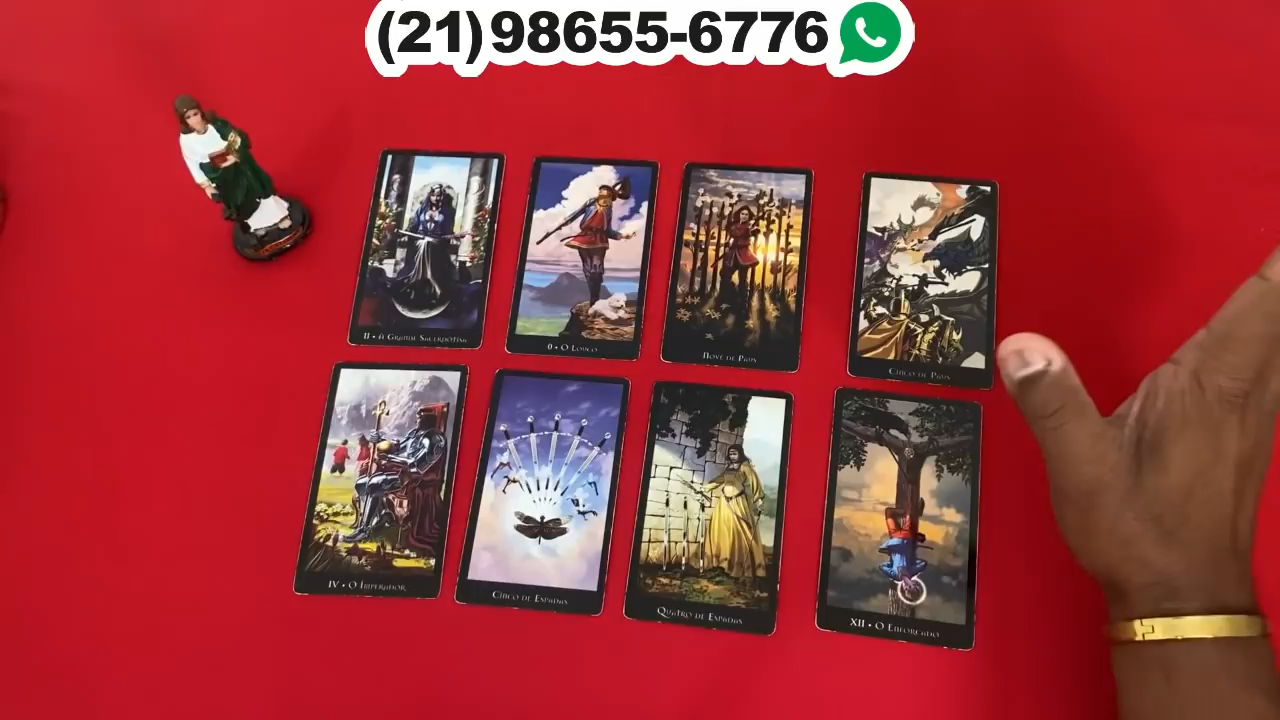 (21)98655-6776
II • A Grande Sacerdotisa
0 • O Louco
Nove de Paus
Cinco de Paus
IV • O Imperador
Cinco de Espadas
Quatro de Espadas
XII • O Enforcado